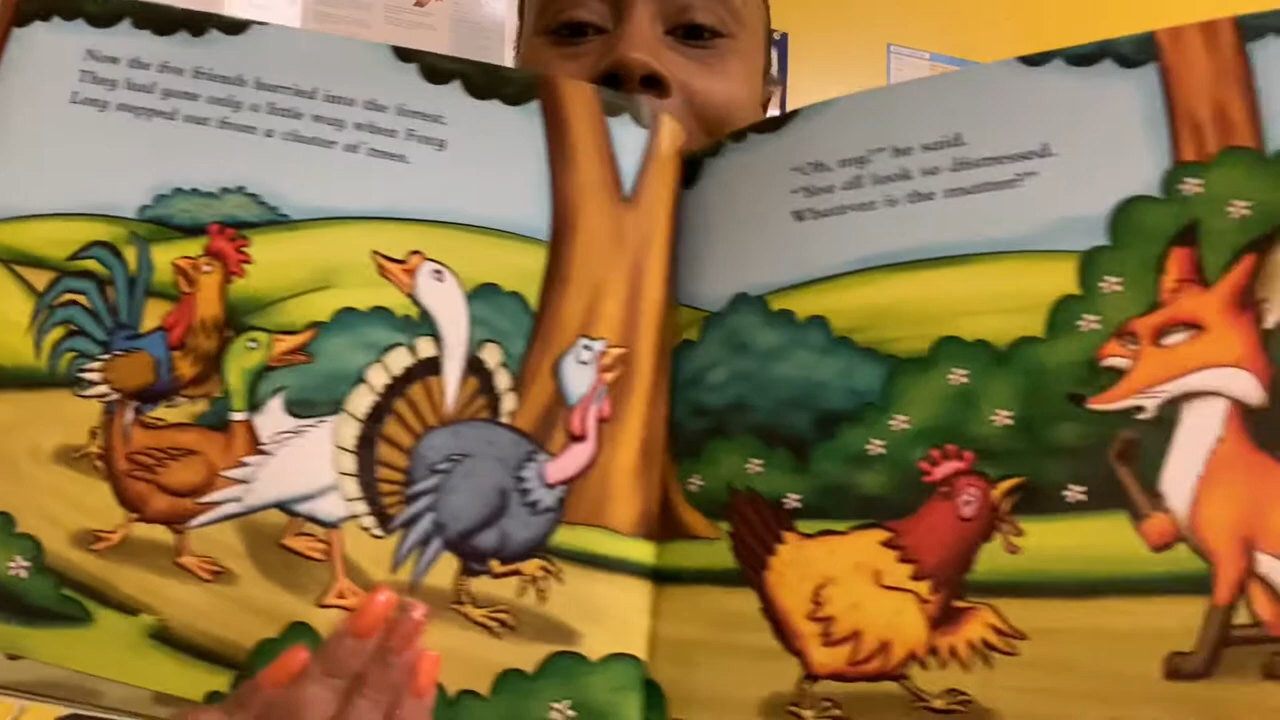 Now the five friends hurried into the forest.
They had gone only a little way when Foxy
Loxy stepped out from a cluster of trees.
"Oh, my!" he said.
"You all look so distressed.
Whatever is the matter?"